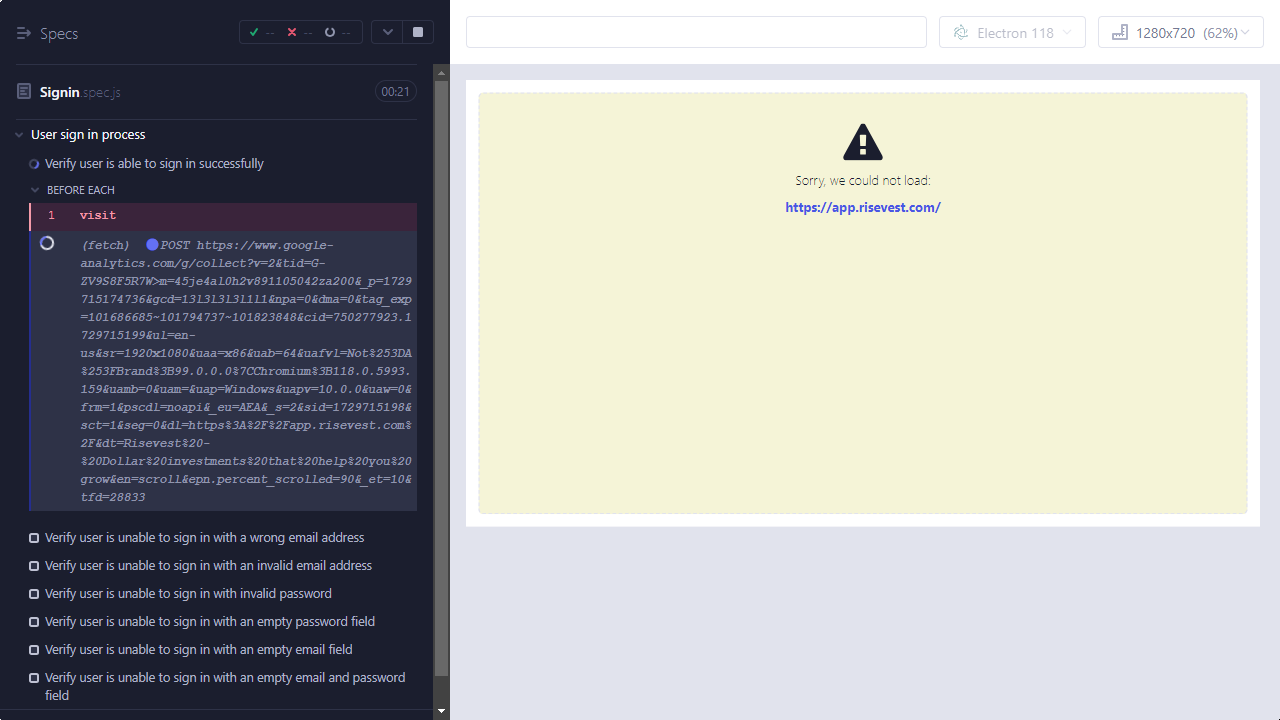 Specs
-- -- --
Electron 118
1280x720 (62%)
Signin.spec.js
00:21
User sign in process
Verify user is able to sign in successfully
BEFORE EACH
1 visit
(fetch) POST https://www.google-
analytics.com/g/collect?v=2&tid=G-
ZV9S8F5R7W>m=45je4al0h2v891105042za200&_p=1729
715174736&gcd=13l3l3l3l1l1&npa=0&dma=0&tag_exp
=101686685~101794737~101823848&cid=750277923.1
729715199&ul=en-
us&sr=1920x1080&uaa=x86&uab=64&uafvl=Not%253DA
%253FBrand%3B99.0.0.0%7CChromium%3B118.0.5993.
159&uamb=0&uam=&uap=Windows&uapv=10.0.0&uaw=0&
frm=1&pscdl=noapi&_eu=AEA&_s=2&sid=1729715198&
sct=1&seg=0&dl=https%3A%2F%2Fapp.risevest.com%
2F&dt=Risevest%20-
%20Dollar%20investments%20that%20help%20you%20
grow&en=scroll&epn.percent_scrolled=90&_et=10&
tfd=28833
Verify user is unable to sign in with a wrong email address
Verify user is unable to sign in with an invalid email address
Verify user is unable to sign in with invalid password
Verify user is unable to sign in with an empty password field
Verify user is unable to sign in with an empty email field
Verify user is unable to sign in with an empty email and password
field
Sorry, we could not load:
https://app.risevest.com/